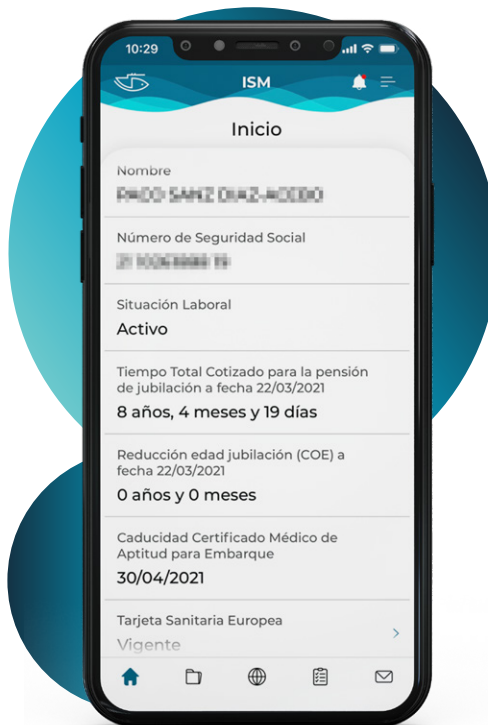 10:29
ISM
Inicio
Nombre
Número de Seguridad Social
Situación Laboral
Activo
Tiempo Total Cotizado para la pensión
de jubilación a fecha 22/03/2021
8 años, 4 meses y 19 días
Reducción edad jubilación (COE) a
fecha 22/03/2021
0 años y 0 meses
Caducidad Certificado Médico de
Aptitud para Embarque
30/04/2021
Tarjeta Sanitaria Europea
Vigente